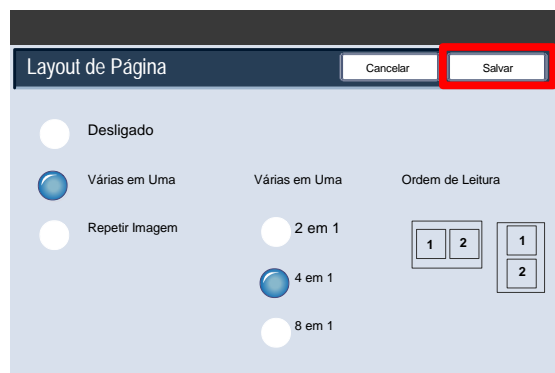 Layout de Página
Cancelar
Salvar
Desligado
Várias em Uma
Várias em Uma
Ordem de Leitura
Repetir Imagem
2 em 1
1 2
1
2
4 em 1
8 em 1